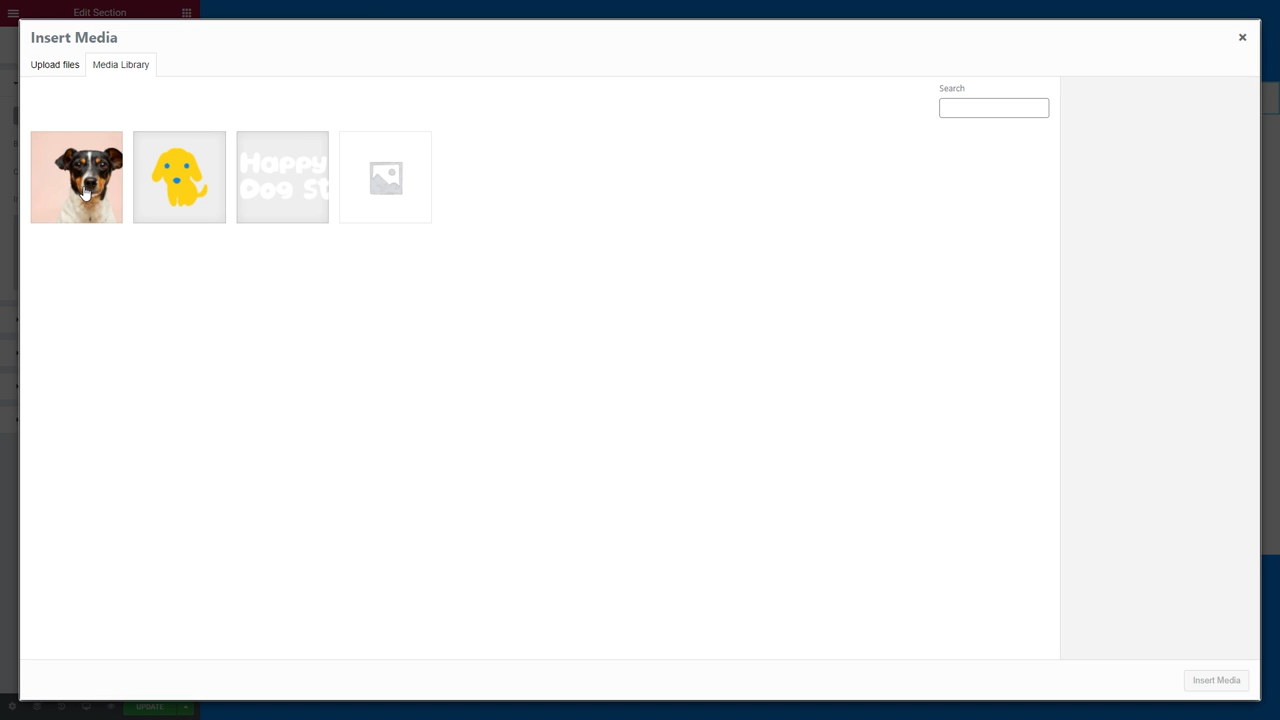 Edit Section
Insert Media
Upload files
Media Library
Search
Happy
Dog St
Insert Media
UPDATE